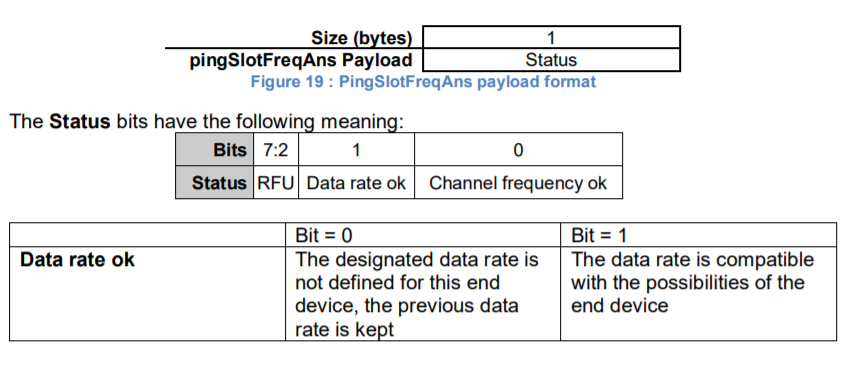 Size (bytes) 1
pingSlotFreqAns Payload Status
Figure 19 : PingSlotFreqAns payload format
The Status bits have the following meaning:
Bits 7:2 1 0
Status RFU Data rate ok Channel frequency ok
Bit = 0 Bit = 1
Data rate ok The designated data rate is The data rate is compatible
not defined for this end with the possibilities of the
device, the previous data end device
rate is kept